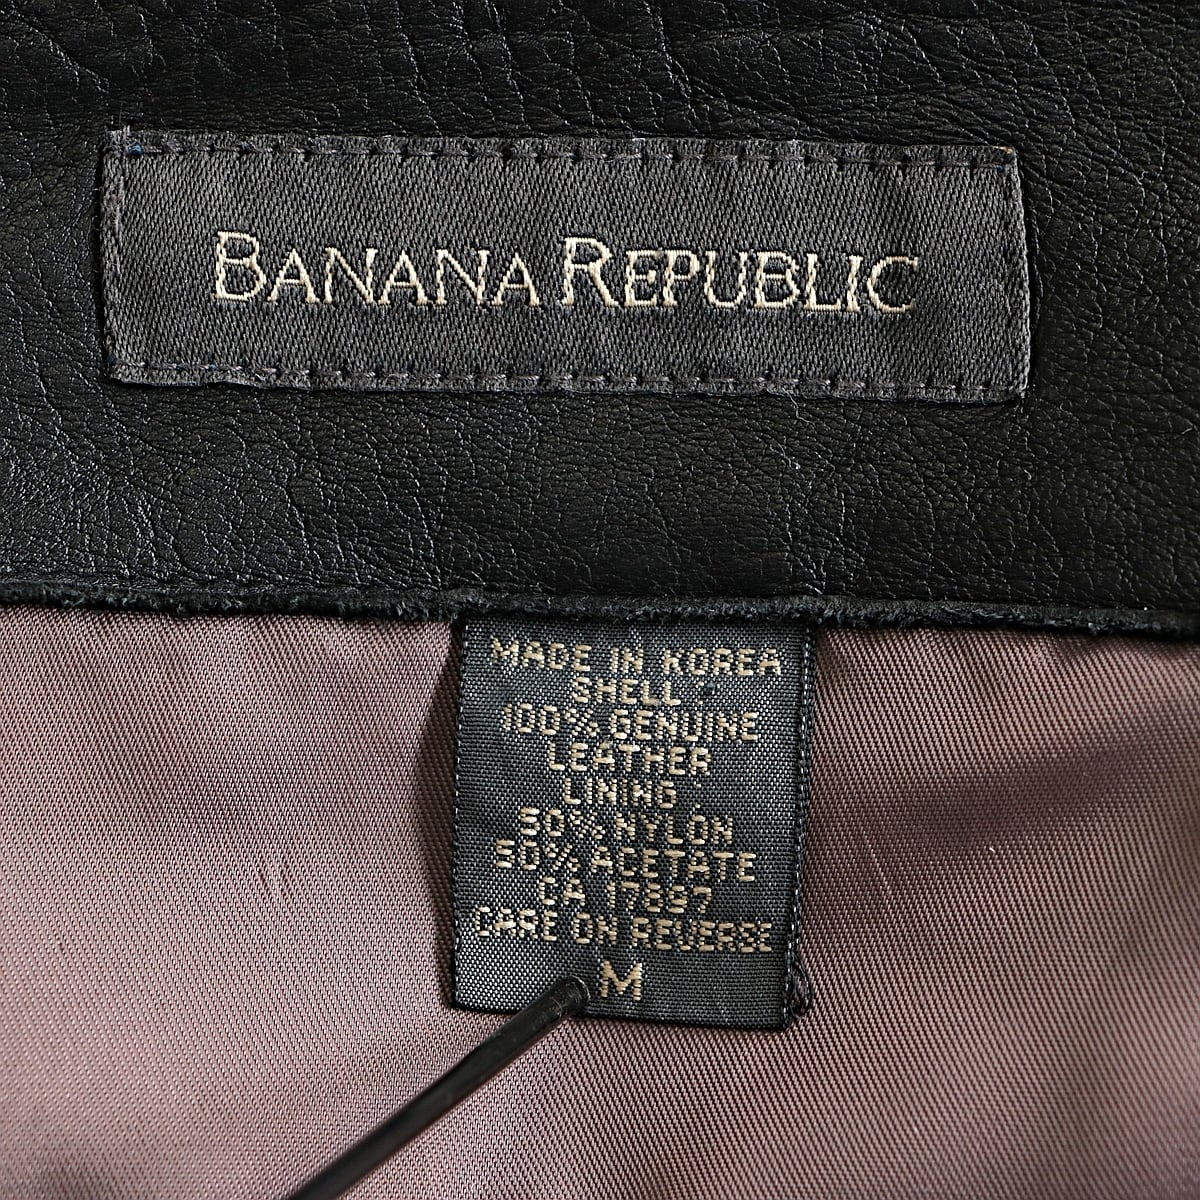 BANANA REPUBLIC
MADE IN KOREA
SHELL
100% GENUINE
LEATHER
LINING
50% NYLON
50% ACETATE
CA 17897
CARE ON REVERSE
M